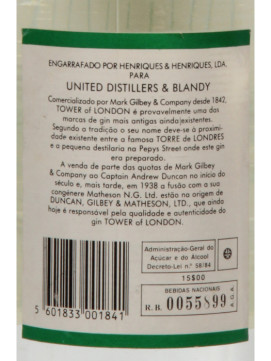 ENGARRAFADO POR HENRIQUES & HENRIQUES, LDA.
PARA
UNITED DISTILLERS & BLANDY
Comercializado por Mark Gilbey & Company desde 1842,
TOWER of LONDON é provavelmente uma das
marcas de gin mais antigas ainda existentes.
Segundo a tradição o seu nome deve-se à proximi-
dade existente entre a famosa TORRE de LONDRES
e a pequena destilaria na Pepys Street onde este gin
era preparado.
A venda de parte das quotas de Mark Gilbey
& Company ao Captain Andrew Duncan no início do
século e, mais tarde, em 1938 a fusão com a sua
congénere Matheson N.G. Ltd. estão na origem de
DUNCAN, GILBEY & MATHESON, LTD., que ainda
hoje é responsável pela qualidade e autenticidade do
gin TOWER of LONDON.
Administração-Geral do
Açúcar e do Álcool
Decreto-Lei n.º 58/84
15$00
BEBIDAS NACIONAIS
R.B. 0055899
A.G.A.
5 601833 001841